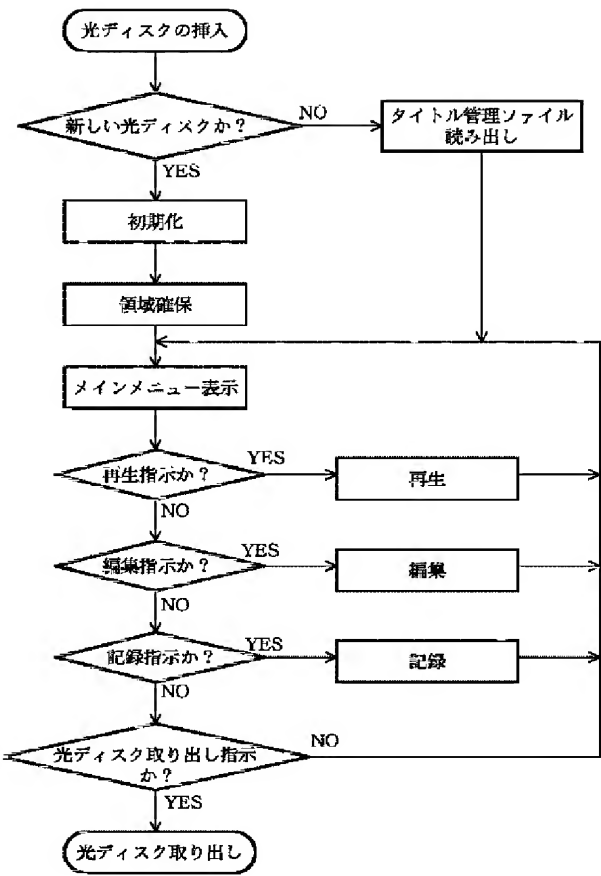 光ディスクの挿入
新しい光ディスクか?
NO
タイトル管理ファイル
読み出し
YES
初期化
領域確保
メインメニュー表示
再生指示か?
YES
再生
NO
編集指示か?
YES
編集
NO
記録指示か?
YES
記録
NO
光ディスク取り出し指示
か?
NO
YES
光ディスク取り出し